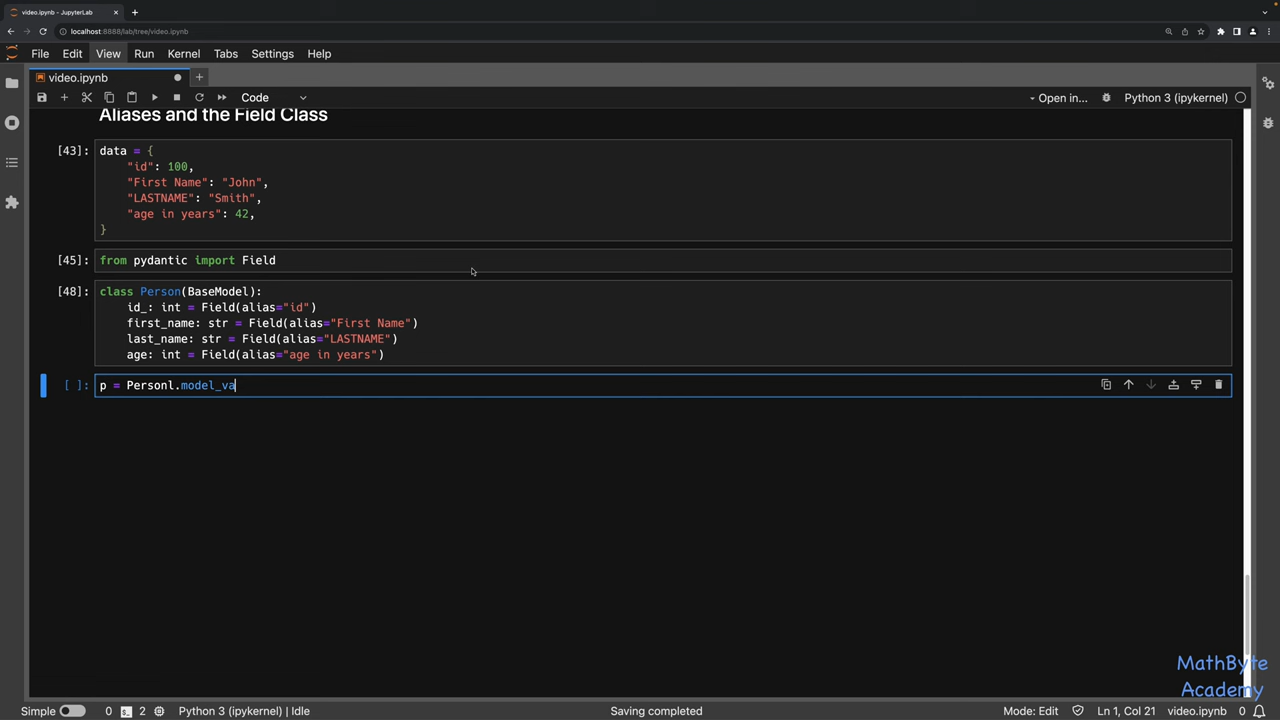 video.ipynb - JupyterLab
localhost:8888/lab/tree/video.ipynb
File Edit View Run Kernel Tabs Settings Help
video.ipynb
Code Open in... Python 3 (ipykernel)
Aliases and the Field Class
[43]: data = {
"id": 100,
"First Name": "John",
"LASTNAME": "Smith",
"age in years": 42,
}
[45]: from pydantic import Field
[48]: class Person(BaseModel):
id_: int = Field(alias="id")
first_name: str = Field(alias="First Name")
last_name: str = Field(alias="LASTNAME")
age: int = Field(alias="age in years")
[ ]: p = Personl.model_va
MathByte
Academy
Simple 0 2 Python 3 (ipykernel) | Idle Saving completed Mode: Edit Ln 1, Col 21 video.ipynb 0